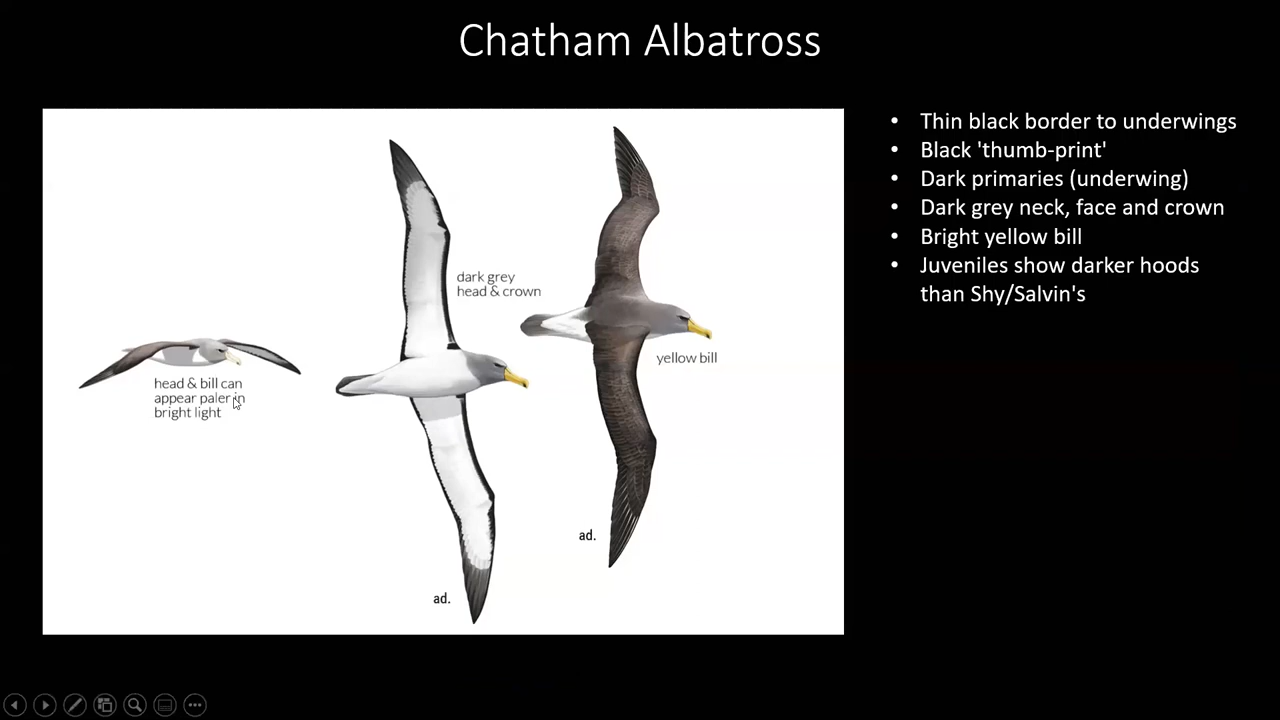 Chatham Albatross
• Thin black border to underwings
• Black 'thumb-print'
• Dark primaries (underwing)
• Dark grey neck, face and crown
• Bright yellow bill
• Juveniles show darker hoods
than Shy/Salvin's
dark grey
head & crown
yellow bill
head & bill can
appear paler in
bright light
ad.
ad.